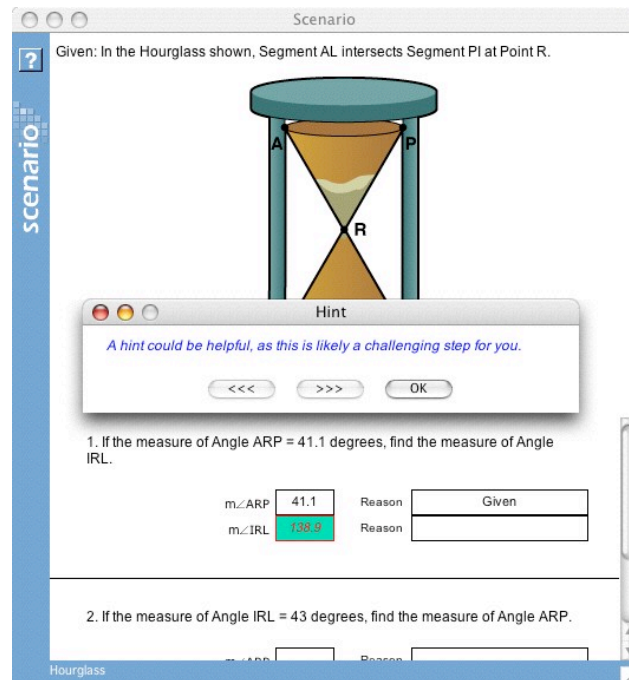 Scenario
?
Given: In the Hourglass shown, Segment AL intersects Segment PI at Point R.
scenario
A
P
R
Hint
A hint could be helpful, as this is likely a challenging step for you.
<<< >>> OK
1. If the measure of Angle ARP = 41.1 degrees, find the measure of Angle
IRL.
m∠ARP 41.1 Reason Given
m∠IRL 138.9 Reason
2. If the measure of Angle IRL = 43 degrees, find the measure of Angle ARP.
m∠ARP Reason
Hourglass